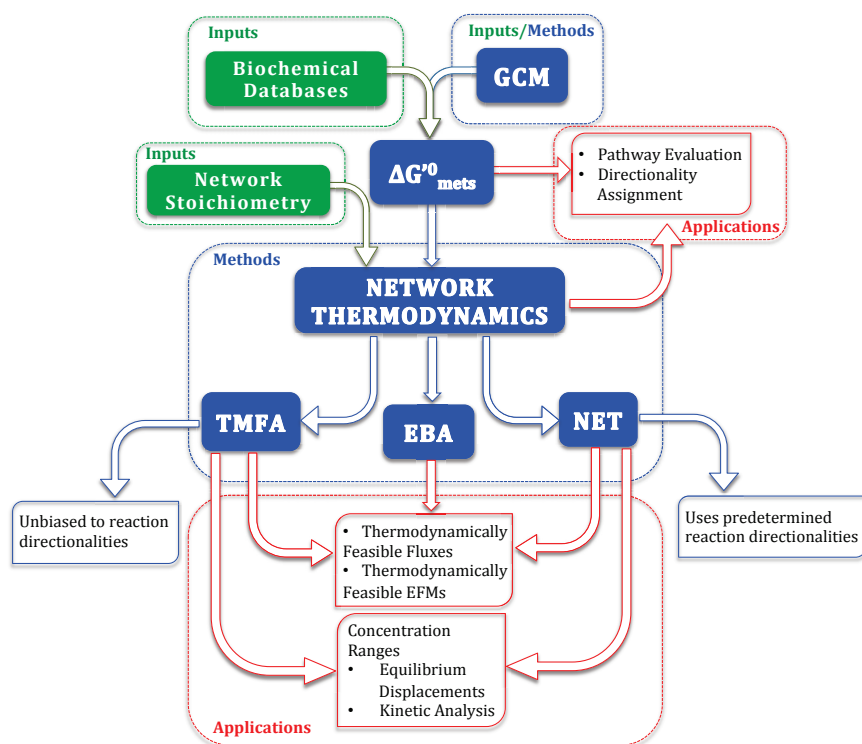 Inputs
Biochemical
Databases
Inputs/Methods
GCM
Inputs
Network
Stoichiometry
ΔG'⁰mets
• Pathway Evaluation
• Directionality
Assignment
Applications
Methods
NETWORK
THERMODYNAMICS
TMFA
EBA
NET
Unbiased to reaction
directionalities
Uses predetermined
reaction directionalities
• Thermodynamically
Feasible Fluxes
• Thermodynamically
Feasible EFMs
Concentration
Ranges
• Equilibrium
Displacements
• Kinetic Analysis
Applications